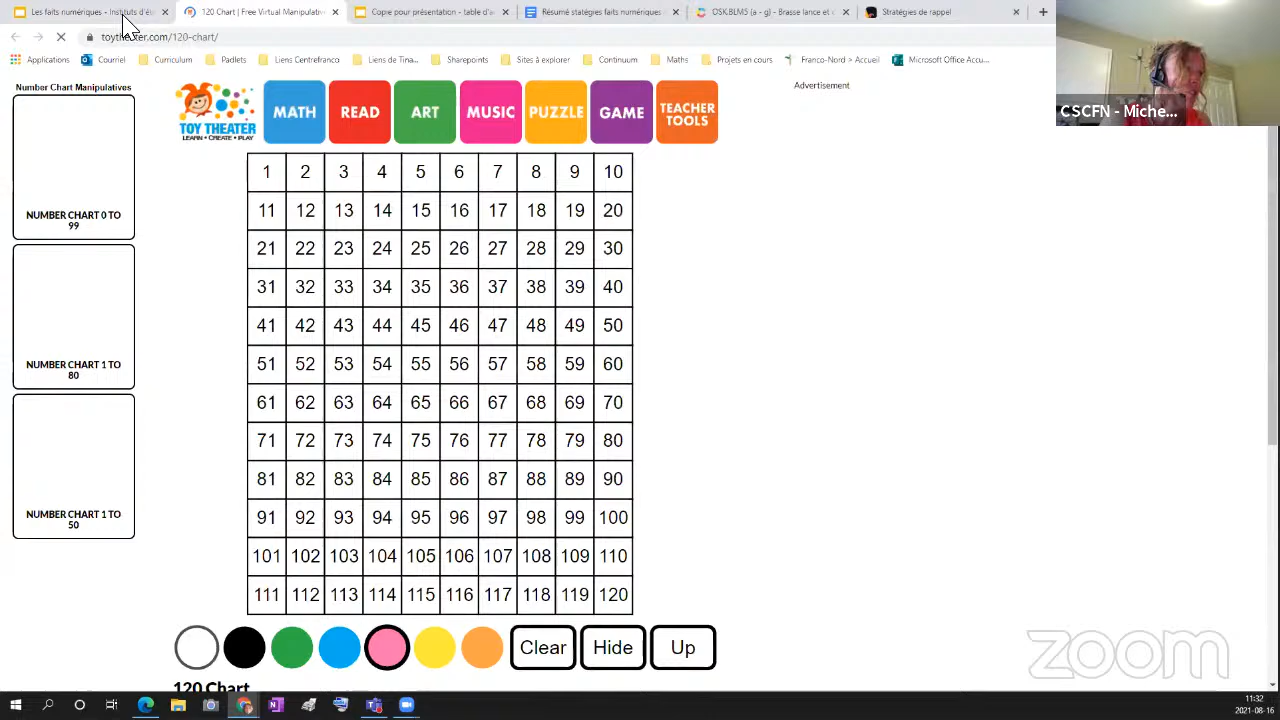 Les faits numériques - Instituts d'ét
120 Chart | Free Virtual Manipulativ
Copie pour présentation - table d'a
Résumé statégies faits numériques
OSK.BLM5 (a - g) - Brasse lance et c
Stratégies de rappel
toytheater.com/120-chart/
Applications
Courriel
Curriculum
Padlets
Liens Centrefranco
Liens de Tina...
Sharepoints
Sites à explorer
Continuum
Maths
Projets en cours
Franco-Nord > Accueil
Microsoft Office Accu...
CSCFN - Miche...
Number Chart Manipulatives
NUMBER CHART 0 TO
99
NUMBER CHART 1 TO
80
NUMBER CHART 1 TO
50
TOY THEATER
LEARN • CREATE • PLAY
MATH
READ
ART
MUSIC
PUZZLE
GAME
TEACHER
TOOLS
Advertisement
1 2 3 4 5 6 7 8 9 10
11 12 13 14 15 16 17 18 19 20
21 22 23 24 25 26 27 28 29 30
31 32 33 34 35 36 37 38 39 40
41 42 43 44 45 46 47 48 49 50
51 52 53 54 55 56 57 58 59 60
61 62 63 64 65 66 67 68 69 70
71 72 73 74 75 76 77 78 79 80
81 82 83 84 85 86 87 88 89 90
91 92 93 94 95 96 97 98 99 100
101 102 103 104 105 106 107 108 109 110
111 112 113 114 115 116 117 118 119 120
Clear
Hide
Up
120 Chart
zoom
11:32
2021-08-16